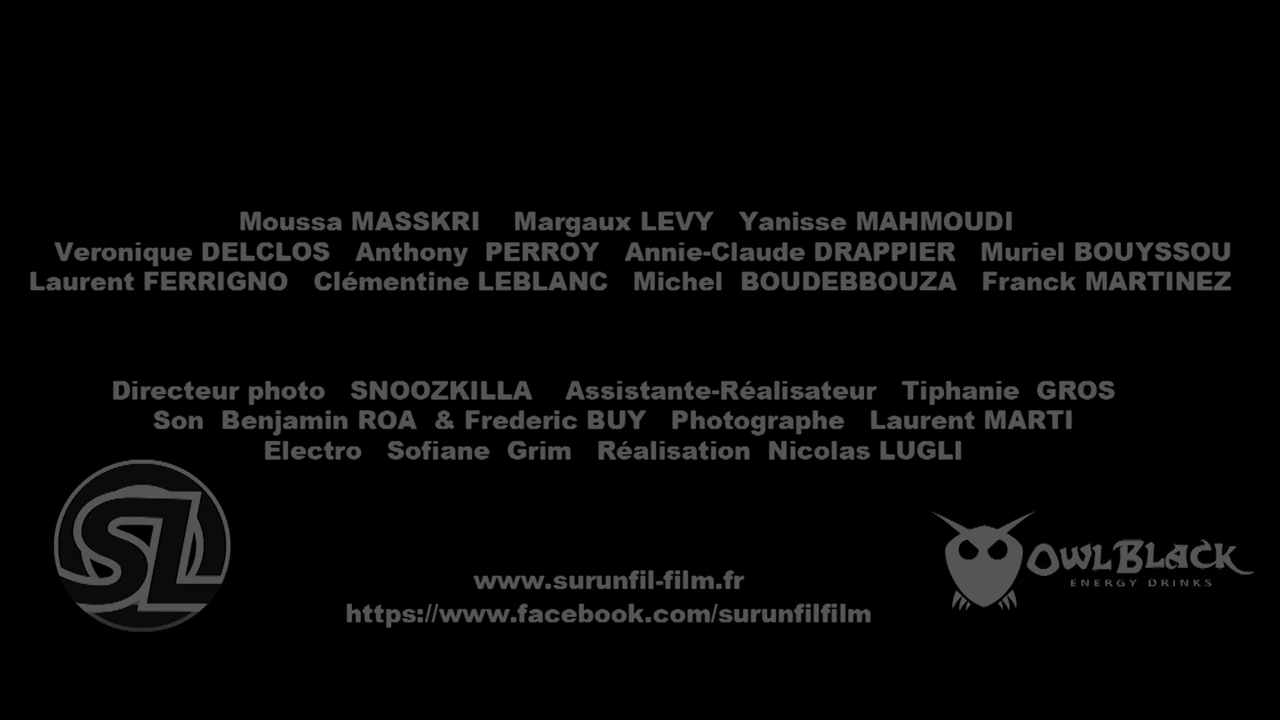 Moussa MASSKRI Margaux LEVY Yanisse MAHMOUDI
Veronique DELCLOS Anthony PERROY Annie-Claude DRAPPIER Muriel BOUYSSOU
Laurent FERRIGNO Clémentine LEBLANC Michel BOUDEBBOUZA Franck MARTINEZ
Directeur photo SNOOZKILLA Assistante-Réalisateur Tiphanie GROS
Son Benjamin ROA & Frederic BUY Photographe Laurent MARTI
Electro Sofiane Grim Réalisation Nicolas LUGLI
SL
www.surunfil-film.fr
https://www.facebook.com/surunfilfilm
OWLBLACK
ENERGY DRINKS